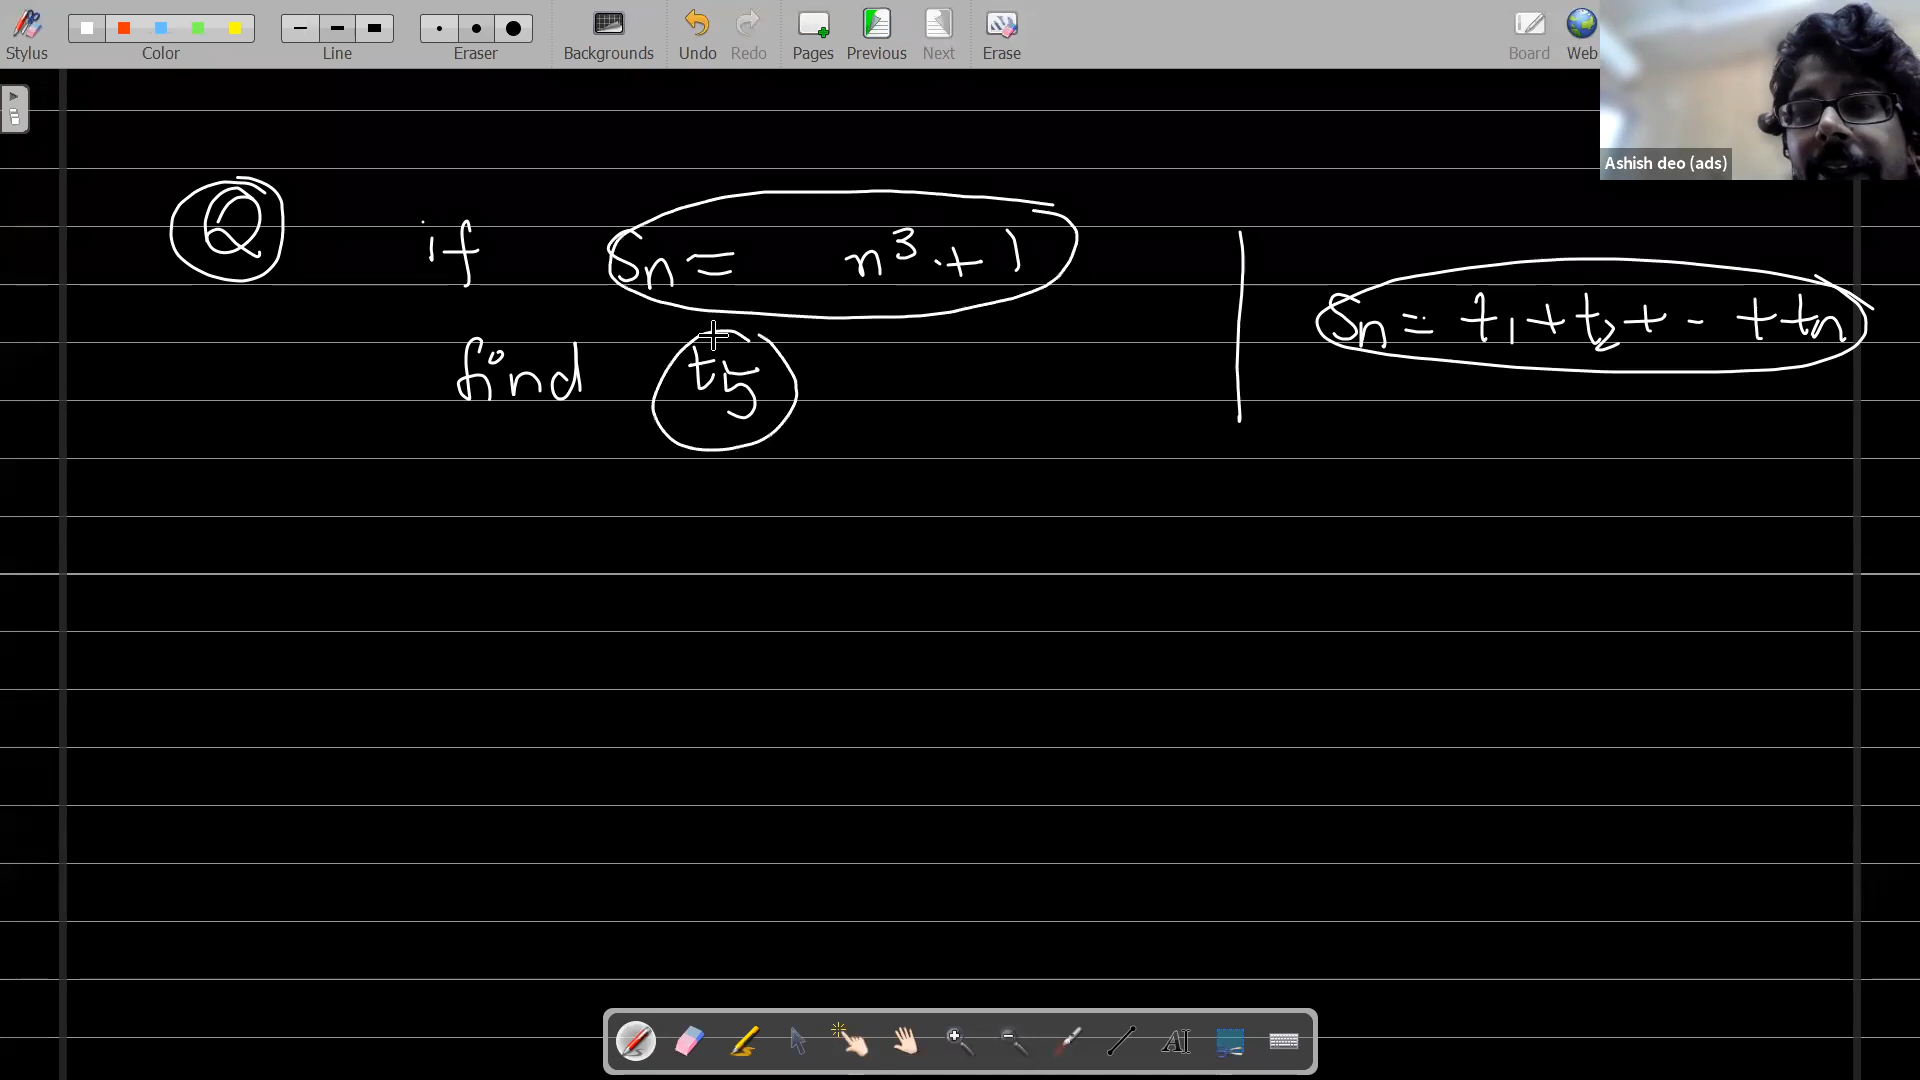 Stylus
Color
Line
Eraser
Backgrounds
Undo
Redo
Pages
Previous
Next
Erase
Board
Web
Ashish deo (ads)
Q if Sn = n³ + 1
find t5
Sn = t1 + t2 + - + tn